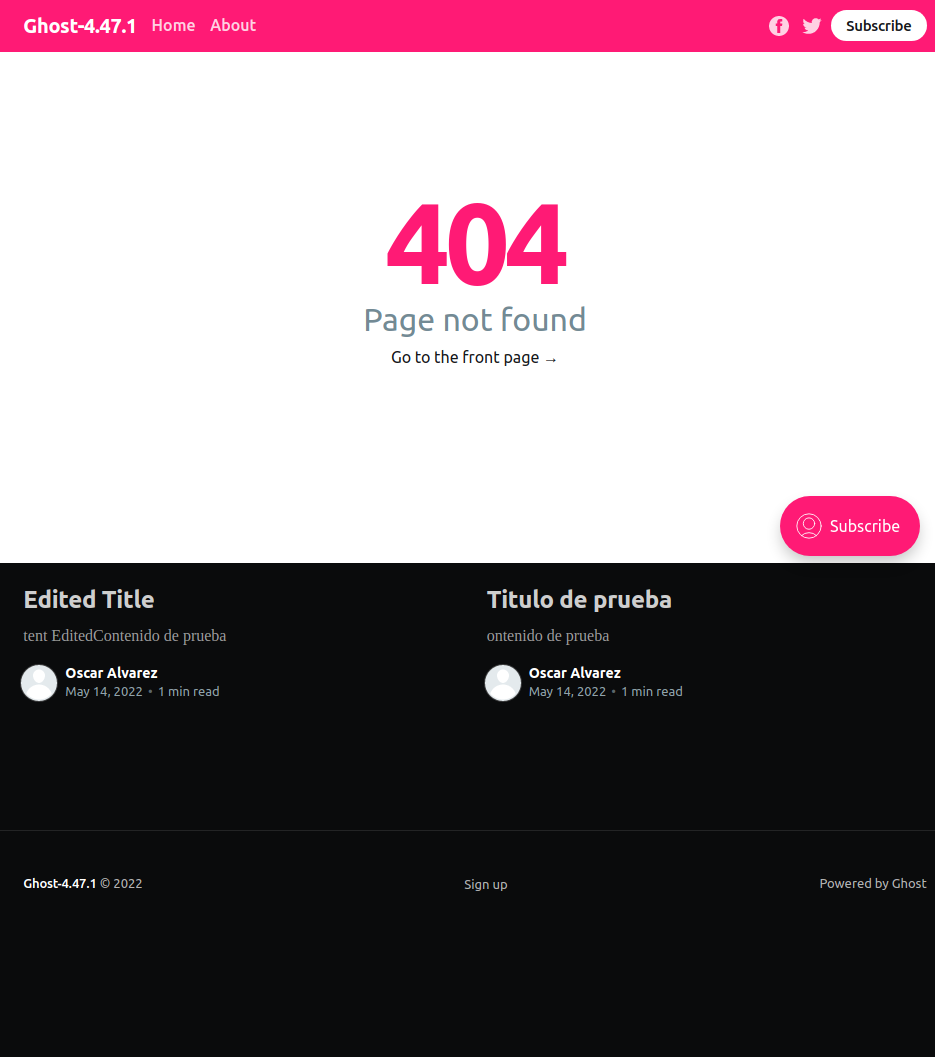 Ghost-4.47.1 Home About Subscribe
404
Page not found
Go to the front page →
Subscribe
Edited Title
tent EditedContenido de prueba
Oscar Alvarez
May 14, 2022 • 1 min read
Titulo de prueba
ontenido de prueba
Oscar Alvarez
May 14, 2022 • 1 min read
Ghost-4.47.1 © 2022
Sign up
Powered by Ghost